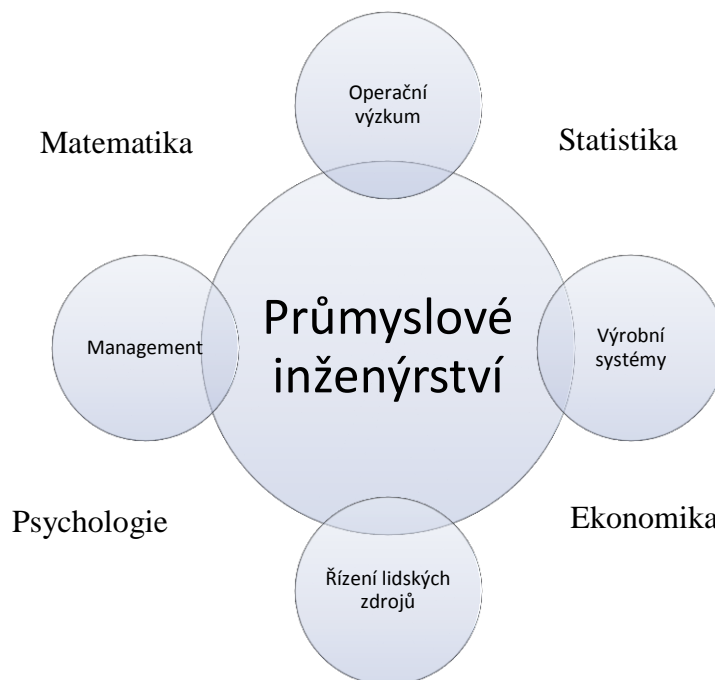 Operační
výzkum
Matematika
Statistika
Průmyslové
inženýrství
Management
Výrobní
systémy
Psychologie
Ekonomika
Řízení lidských
zdrojů